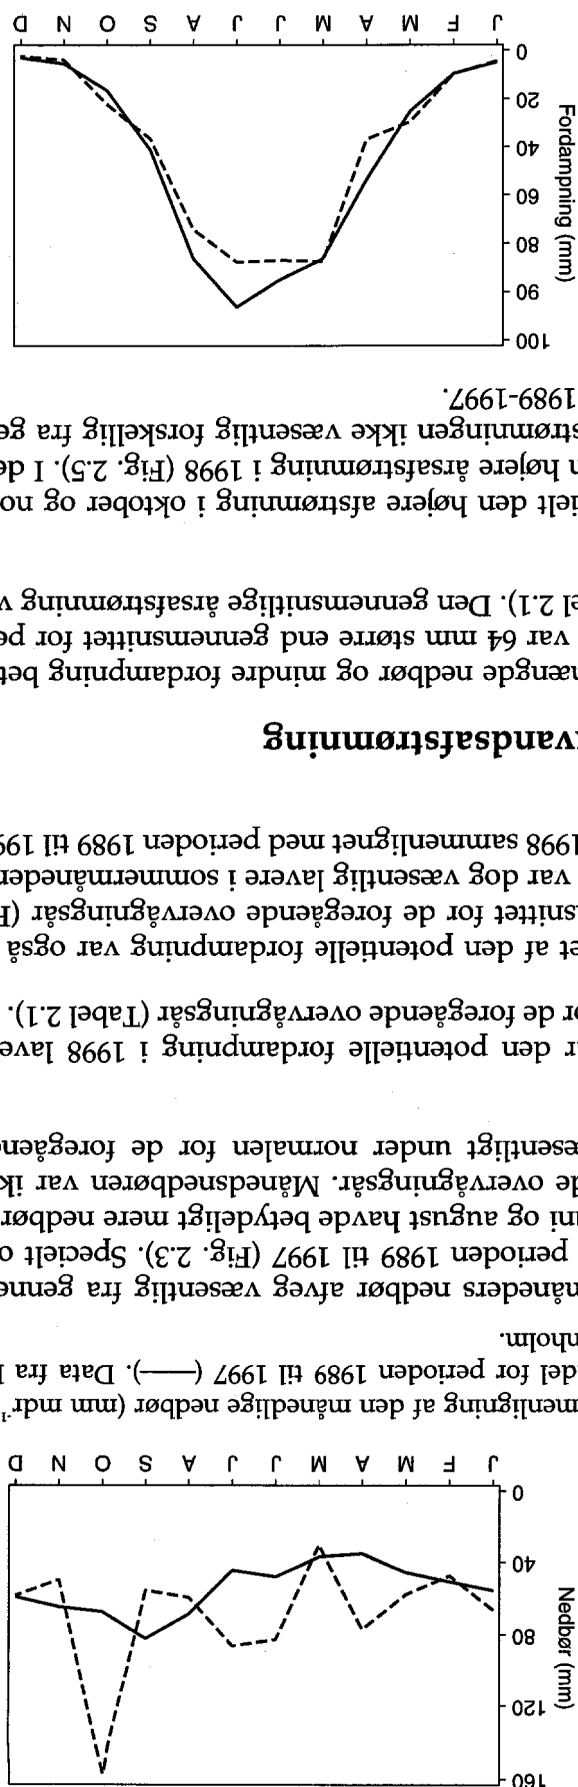 Nedbør (mm)
160
120
80
40
0
J F M A M J J A S O N D
menligning af den månedlige nedbør (mm mdr.⁻¹
del for perioden 1989 til 1997 (——). Data fra
nholm.
måneders nedbør afveg væsentlig fra genne
perioden 1989 til 1997 (Fig. 2.3). Specielt o
ni og august havde betydeligt mere nedbør
de overvågningsår. Månedsnedbøren var ik
æsentligt under normalen for de foregåen
r den potentielle fordampning i 1998 lave
or de foregående overvågningsår (Tabel 2.1).
et af den potentielle fordampning var også
nsnittet for de foregående overvågningsår (F
var dog væsentlig lavere i sommermåneder
1998 sammenlignet med perioden 1989 til 199
kvandsafstrømning
mængde nedbør og mindre fordampning bet
var 64 mm større end gennemsnittet for pe
el 2.1). Den gennemsnitlige årsafstrømning v
ielt den højere afstrømning i oktober og no
n højere årsafstrømning i 1998 (Fig. 2.5). I de
strømningen ikke væsentlig forskellig fra ge
1989-1997.
Fordampning (mm)
100
90
80
60
40
20
0
J F M A M J J A S O N D